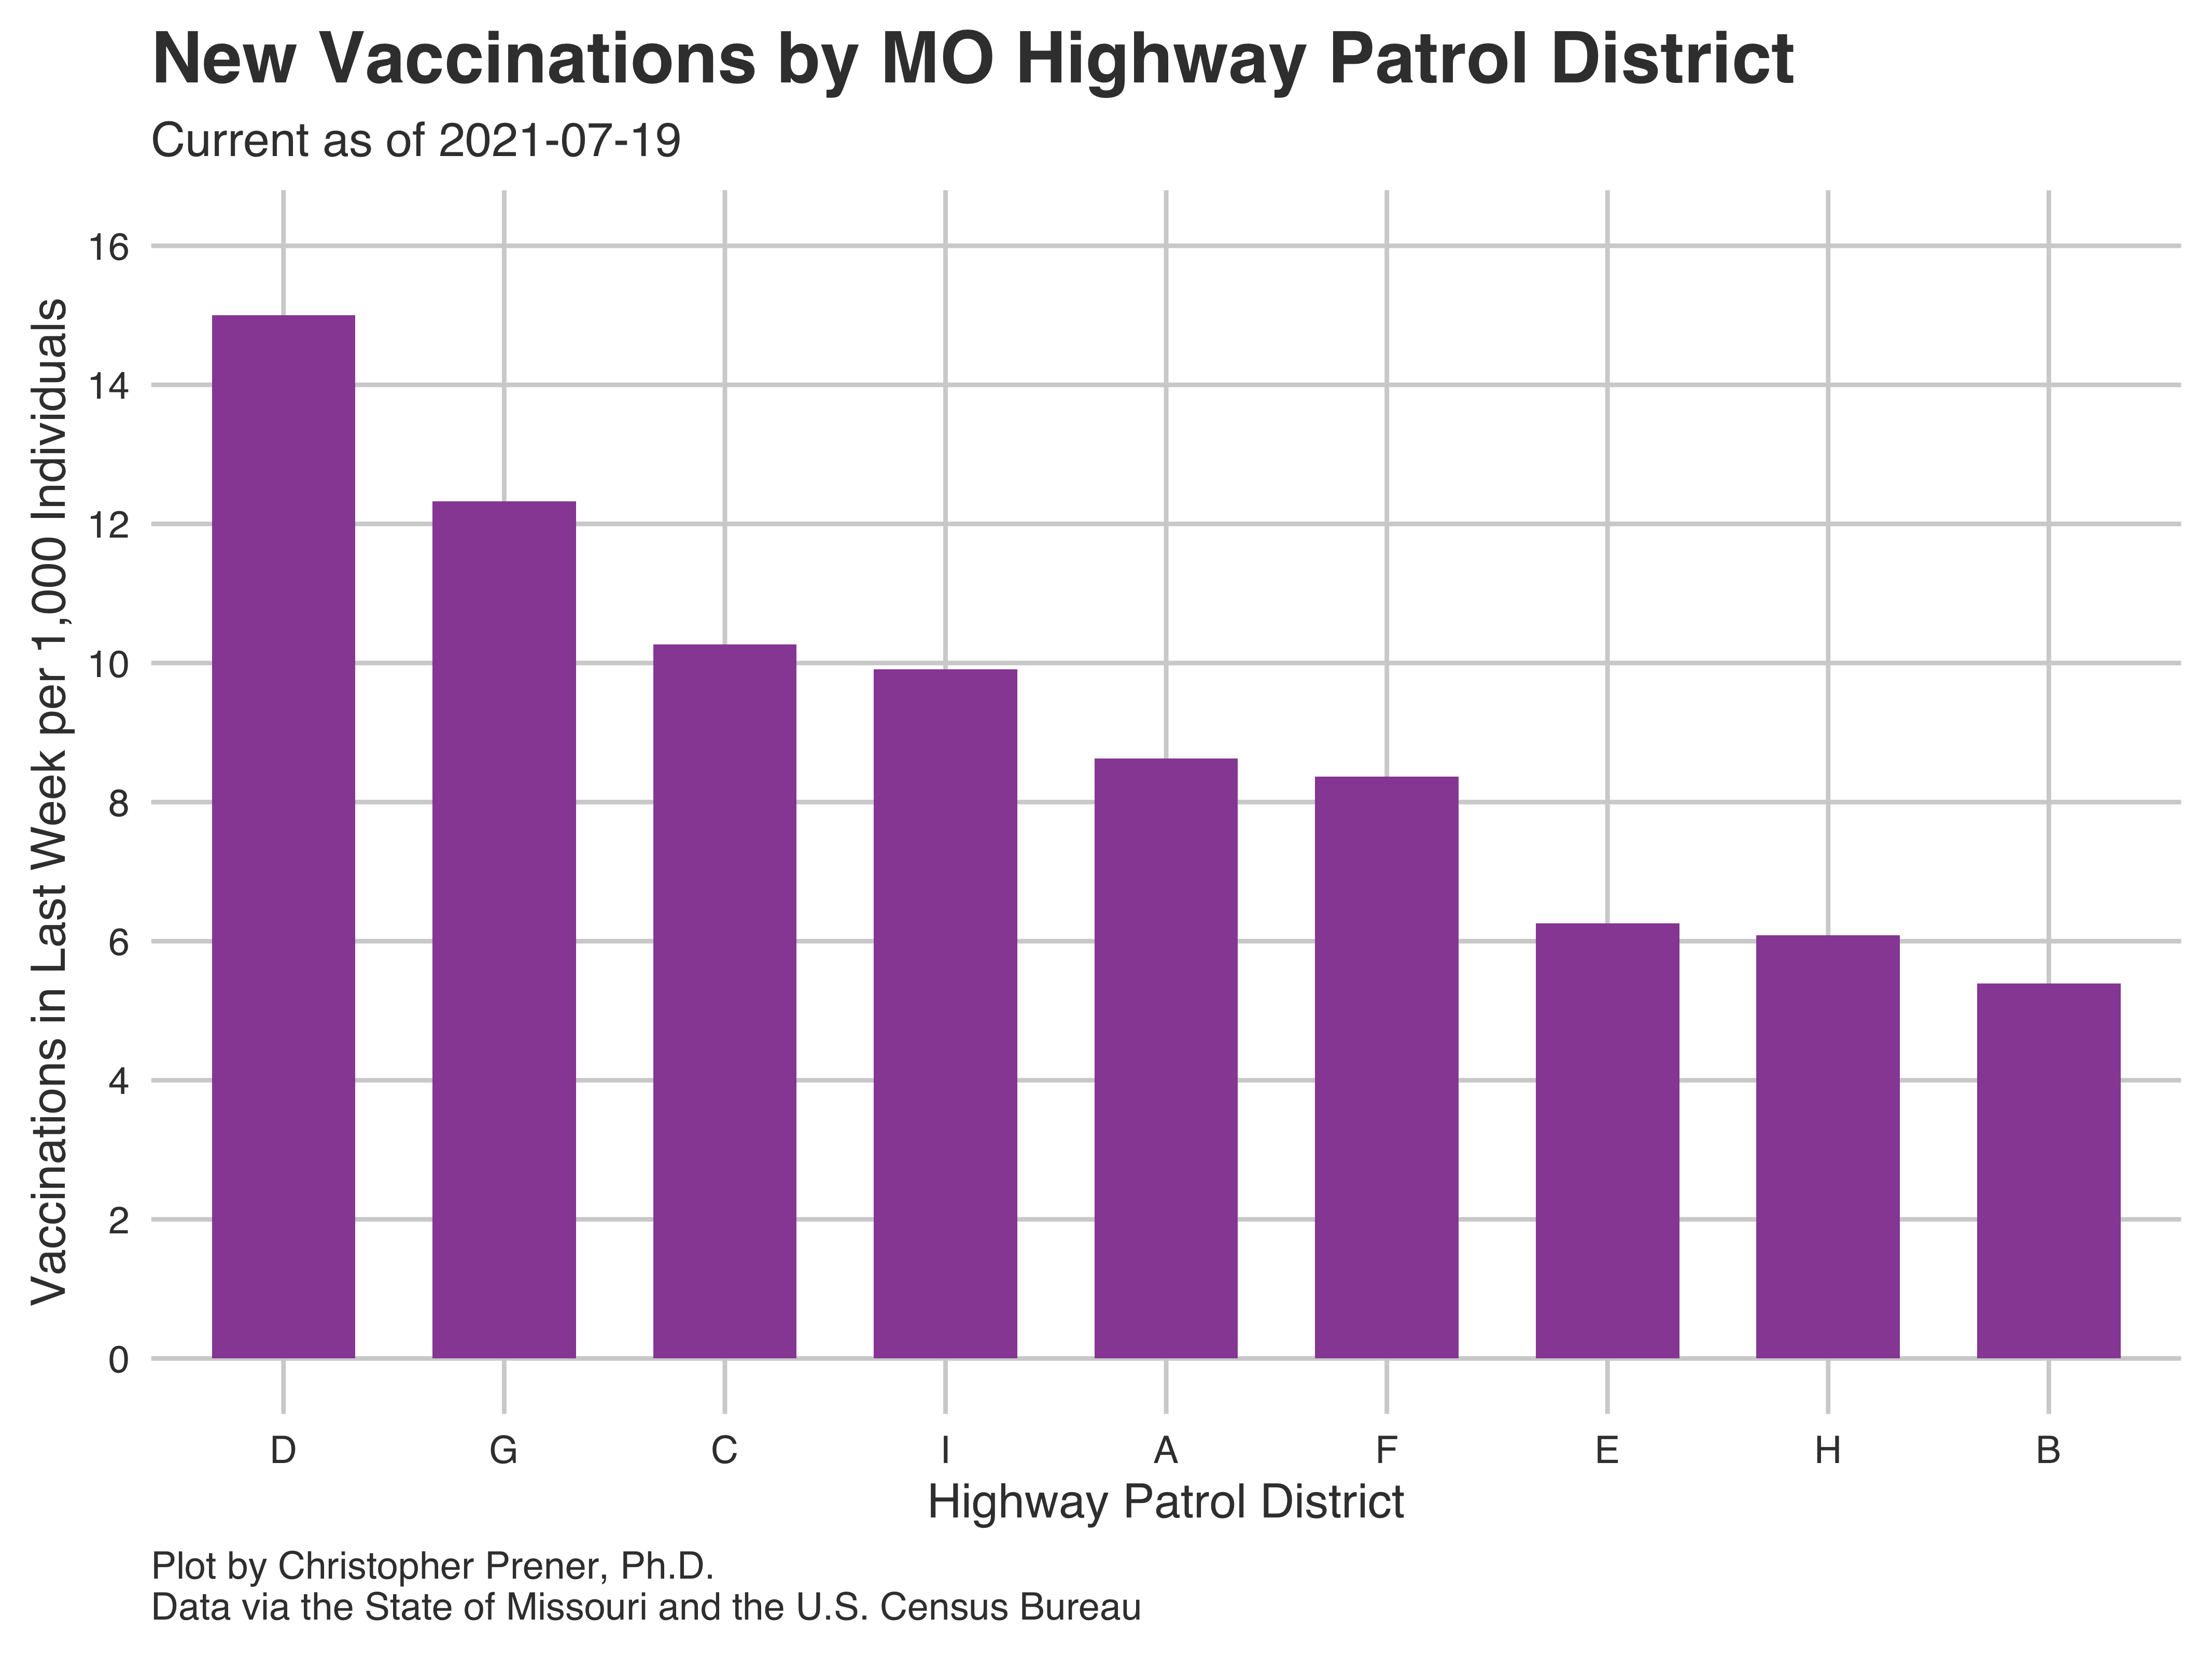 New Vaccinations by MO Highway Patrol District
Current as of 2021-07-19
Vaccinations in Last Week per 1,000 Individuals
16
14
12
10
8
6
4
2
0
D G C I A F E H B
Highway Patrol District
Plot by Christopher Prener, Ph.D.
Data via the State of Missouri and the U.S. Census Bureau